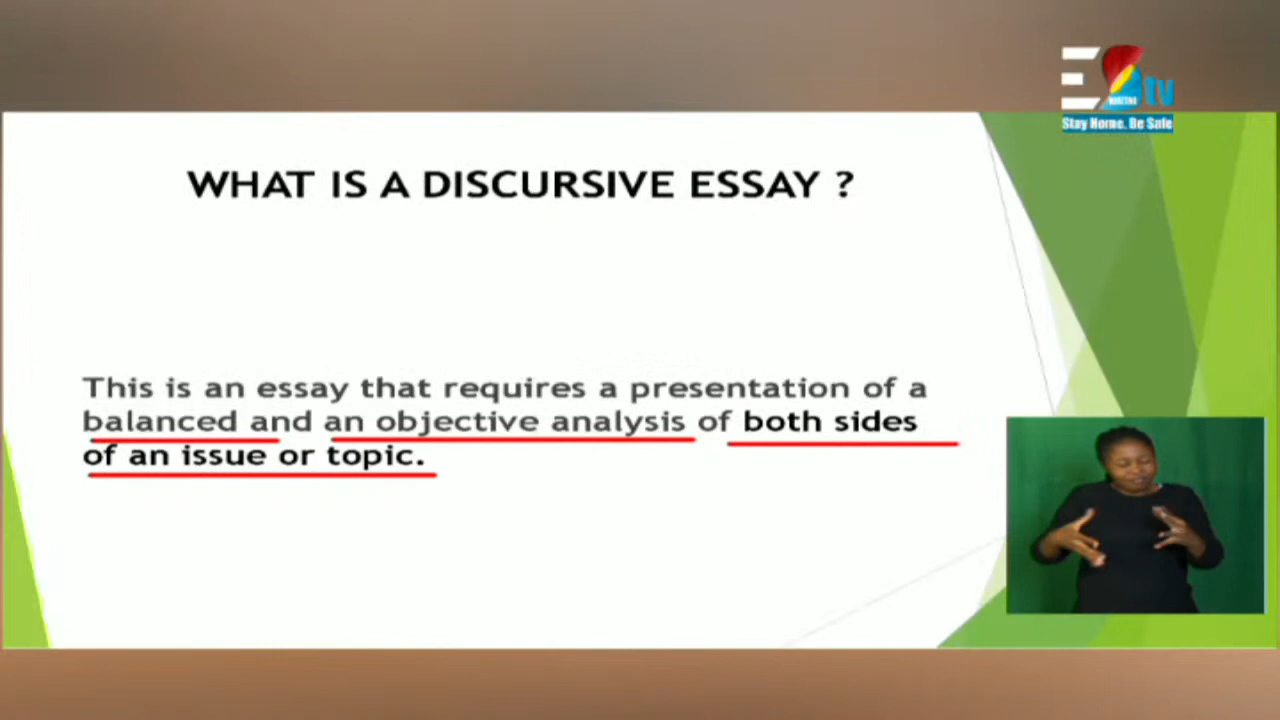 Stay Home. Be Safe
WHAT IS A DISCURSIVE ESSAY ?
This is an essay that requires a presentation of a
balanced and an objective analysis of both sides
of an issue or topic.